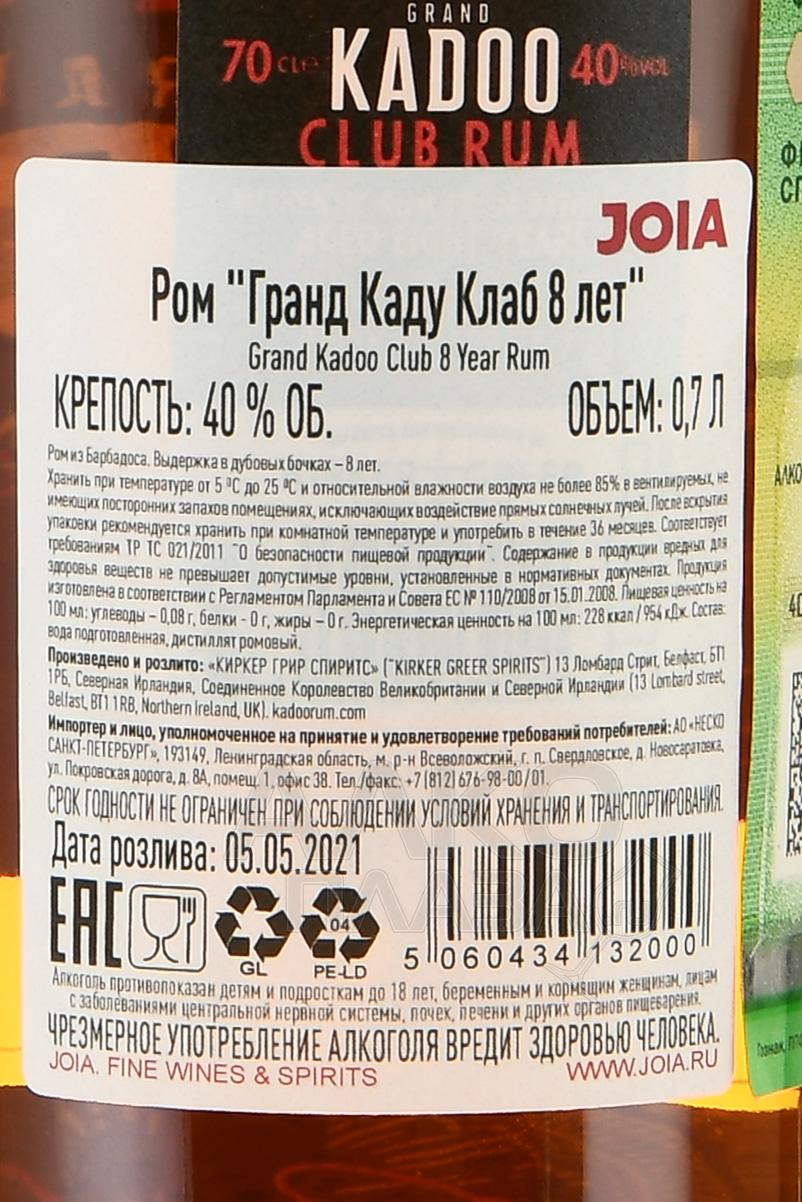 GRAND
70 CL e KADOO 40%VOL
CLUB RUM
JOIA
Ром "Гранд Каду Клаб 8 лет"
Grand Kadoo Club 8 Year Rum
КРЕПОСТЬ: 40 % ОБ. ОБЪЕМ: 0,7 Л
Ром из Барбадоса. Выдержка в дубовых бочках – 8 лет.
Хранить при температуре от 5 ºС до 25 ºС и относительной влажности воздуха не более 85% в вентилируемых, не
имеющих посторонних запахов помещениях, исключающих воздействие прямых солнечных лучей. После вскрытия
упаковки рекомендуется хранить при комнатной температуре и употребить в течение 36 месяцев. Соответствует
требованиям ТР ТС 021/2011 "О безопасности пищевой продукции". Содержание в продукции вредных для
здоровья веществ не превышает допустимые уровни, установленные в нормативных документах. Продукция
изготовлена в соответствии с Регламентом Парламента и Совета ЕС № 110/2008 от 15.01.2008. Пищевая ценность на
100 мл: углеводы – 0,08 г, белки - 0 г, жиры – 0 г. Энергетическая ценность на 100 мл: 228 ккал / 954 кДж. Состав:
вода подготовленная, дистиллят ромовый.
Произведено и розлито: «КИРКЕР ГРИР СПИРИТС» ("KIRKER GREER SPIRITS") 13 Ломбард Стрит, Белфаст, БТ1
1РБ, Северная Ирландия, Соединенное Королевство Великобритании и Северной Ирландии (13 Lombard street,
Belfast, BT1 1RB, Northern Ireland, UK). kadoorum.com
Импортер и лицо, уполномоченное на принятие и удовлетворение требований потребителей: АО «НЕСКО
САНКТ-ПЕТЕРБУРГ», 193149, Ленинградская область, м. р-н Всеволожский, г. п. Свердловское, д. Новосаратовка,
ул. Покровская дорога, д. 8А, помещ. 1, офис 38. Тел./факс: +7 (812) 676-98-00/01.
СРОК ГОДНОСТИ НЕ ОГРАНИЧЕН ПРИ СОБЛЮДЕНИИ УСЛОВИЙ ХРАНЕНИЯ И ТРАНСПОРТИРОВАНИЯ.
Дата розлива: 05.05.2021
EAC
04
GL PE-LD
5 060434 132000
Алкоголь противопоказан детям и подросткам до 18 лет, беременным и кормящим женщинам, лицам
с заболеваниями центральной нервной системы, почек, печени и других органов пищеварения.
ЧРЕЗМЕРНОЕ УПОТРЕБЛЕНИЕ АЛКОГОЛЯ ВРЕДИТ ЗДОРОВЬЮ ЧЕЛОВЕКА.
JOIA. FINE WINES & SPIRITS WWW.JOIA.RU